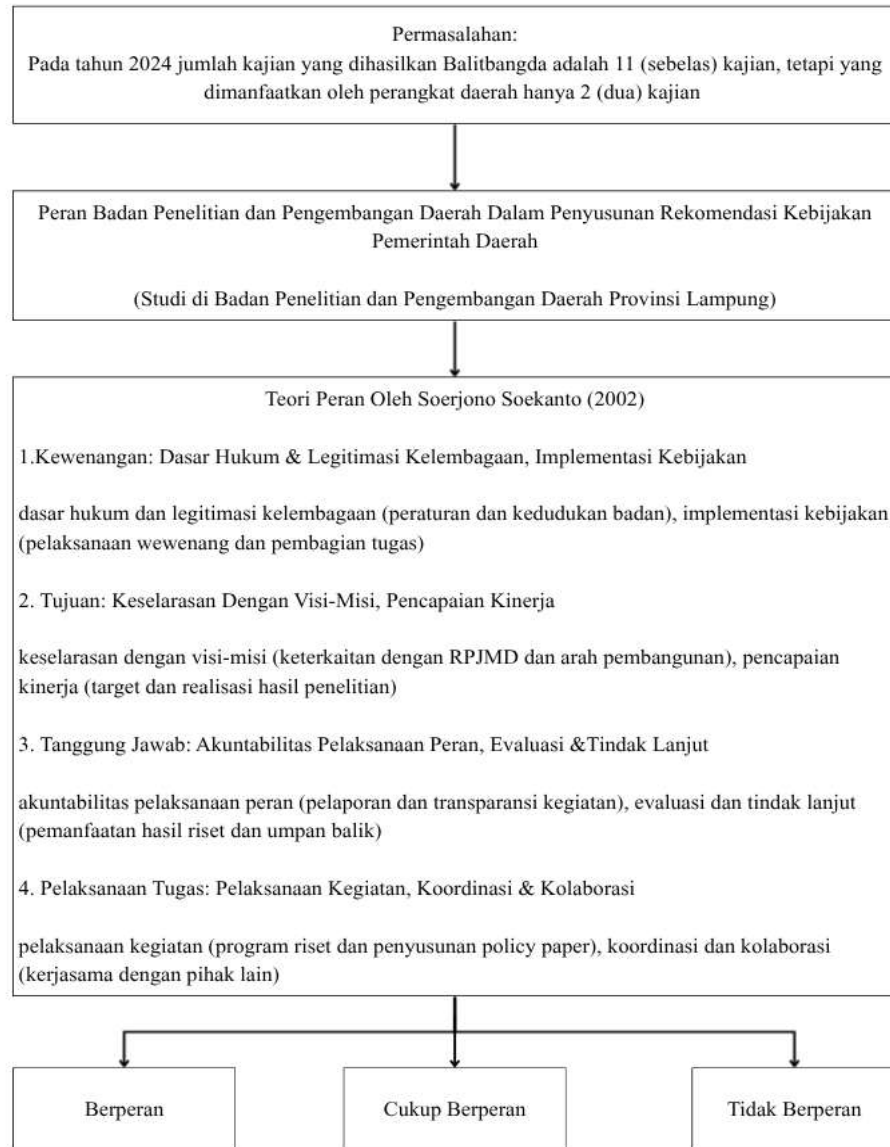 Permasalahan:
Pada tahun 2024 jumlah kajian yang dihasilkan Balitbangda adalah 11 (sebelas) kajian, tetapi yang
dimanfaatkan oleh perangkat daerah hanya 2 (dua) kajian
Peran Badan Penelitian dan Pengembangan Daerah Dalam Penyusunan Rekomendasi Kebijakan
Pemerintah Daerah
(Studi di Badan Penelitian dan Pengembangan Daerah Provinsi Lampung)
Teori Peran Oleh Soerjono Soekanto (2002)
1.Kewenangan: Dasar Hukum & Legitimasi Kelembagaan, Implementasi Kebijakan
dasar hukum dan legitimasi kelembagaan (peraturan dan kedudukan badan), implementasi kebijakan
(pelaksanaan wewenang dan pembagian tugas)
2. Tujuan: Keselarasan Dengan Visi-Misi, Pencapaian Kinerja
keselarasan dengan visi-misi (keterkaitan dengan RPJMD dan arah pembangunan), pencapaian
kinerja (target dan realisasi hasil penelitian)
3. Tanggung Jawab: Akuntabilitas Pelaksanaan Peran, Evaluasi &Tindak Lanjut
akuntabilitas pelaksanaan peran (pelaporan dan transparansi kegiatan), evaluasi dan tindak lanjut
(pemanfaatan hasil riset dan umpan balik)
4. Pelaksanaan Tugas: Pelaksanaan Kegiatan, Koordinasi & Kolaborasi
pelaksanaan kegiatan (program riset dan penyusunan policy paper), koordinasi dan kolaborasi
(kerjasama dengan pihak lain)
Berperan
Cukup Berperan
Tidak Berperan